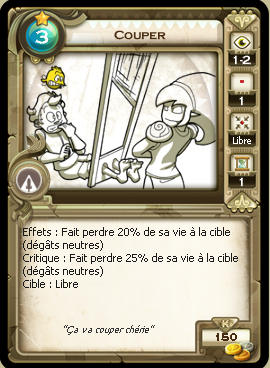 3
Couper
1-2
1
Libre
1
Effets : Fait perdre 20% de sa vie à la cible
(dégâts neutres)
Critique : Fait perdre 25% de sa vie à la cible
(dégâts neutres)
Cible : Libre
"Ça va couper chérie"
K
150